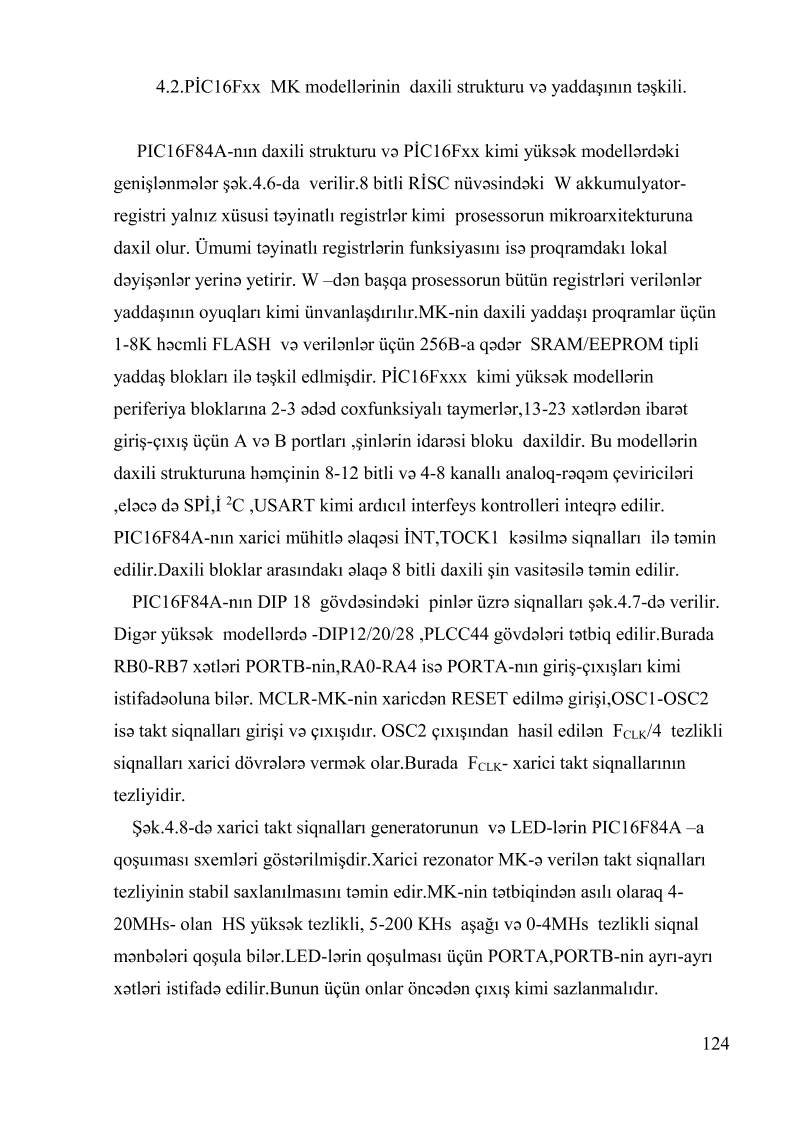 4.2.PİC16Fxx  MK modellərinin  daxili strukturu və yaddaşının təşkili.
PIC16F84A-nın daxili strukturu və PİC16Fxx kimi yüksək modellərdəki
genişlənmələr şək.4.6-da  verilir.8 bitli RİSC nüvəsindəki  W akkumulyator-
registri yalnız xüsusi təyinatlı registrlər kimi  prosessorun mikroarxitekturuna
daxil olur. Ümumi təyinatlı registrlərin funksiyasını isə proqramdakı lokal
dəyişənlər yerinə yetirir. W –dən başqa prosessorun bütün registrləri verilənlər
yaddaşının oyuqları kimi ünvanlaşdırılır.MK-nin daxili yaddaşı proqramlar üçün
1-8K həcmli FLASH  və verilənlər üçün 256B-a qədər  SRAM/EEPROM tipli
yaddaş blokları ilə təşkil edlmişdir. PİC16Fxxx  kimi yüksək modellərin
periferiya bloklarına 2-3 ədəd coxfunksiyalı taymerlər,13-23 xətlərdən ibarət
giriş-çıxış üçün A və B portları ,şinlərin idarəsi bloku  daxildir. Bu modellərin
daxili strukturuna həmçinin 8-12 bitli və 4-8 kanallı analoq-rəqəm çeviriciləri
,eləcə də SPİ,İ ²C ,USART kimi ardıcıl interfeys kontrolleri inteqrə edilir.
PIC16F84A-nın xarici mühitlə əlaqəsi İNT,TOCK1  kəsilmə siqnalları  ilə təmin
edilir.Daxili bloklar arasındakı əlaqə 8 bitli daxili şin vasitəsilə təmin edilir.
PIC16F84A-nın DIP 18  gövdəsindəki  pinlər üzrə siqnalları şək.4.7-də verilir.
Digər yüksək  modellərdə -DIP12/20/28 ,PLCC44 gövdələri tətbiq edilir.Burada
RB0-RB7 xətləri PORTB-nin,RA0-RA4 isə PORTA-nın giriş-çıxışları kimi
istifadəoluna bilər. MCLR-MK-nin xaricdən RESET edilmə girişi,OSC1-OSC2
isə takt siqnalları girişi və çıxışıdır. OSC2 çıxışından  hasil edilən  FCLK/4  tezlikli
siqnalları xarici dövrələrə vermək olar.Burada  FCLK- xarici takt siqnallarının
tezliyidir.
Şək.4.8-də xarici takt siqnalları generatorunun  və LED-lərin PIC16F84A –a
qoşuıması sxemləri göstərilmişdir.Xarici rezonator MK-ə verilən takt siqnalları
tezliyinin stabil saxlanılmasını təmin edir.MK-nin tətbiqindən asılı olaraq 4-
20MHs- olan  HS yüksək tezlikli, 5-200 KHs  aşağı və 0-4MHs  tezlikli siqnal
mənbələri qoşula bilər.LED-lərin qoşulması üçün PORTA,PORTB-nin ayrı-ayrı
xətləri istifadə edilir.Bunun üçün onlar öncədən çıxış kimi sazlanmalıdır.
124